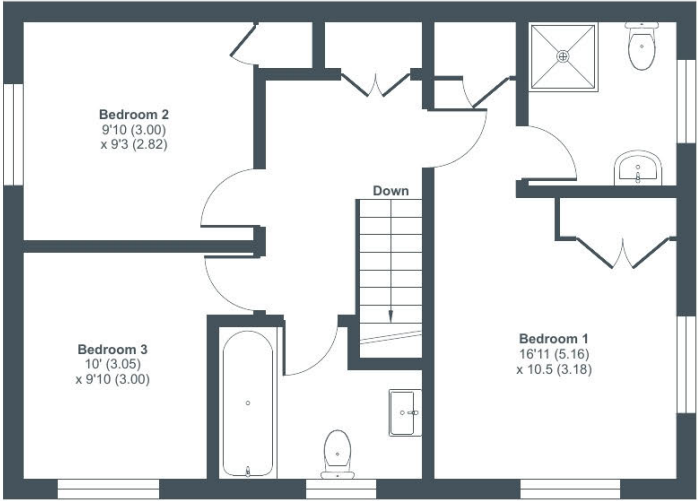 Bedroom 2
9'10 (3.00)
x 9'3 (2.82)
Down
Bedroom 3
10' (3.05)
x 9'10 (3.00)
Bedroom 1
16'11 (5.16)
x 10.5 (3.18)